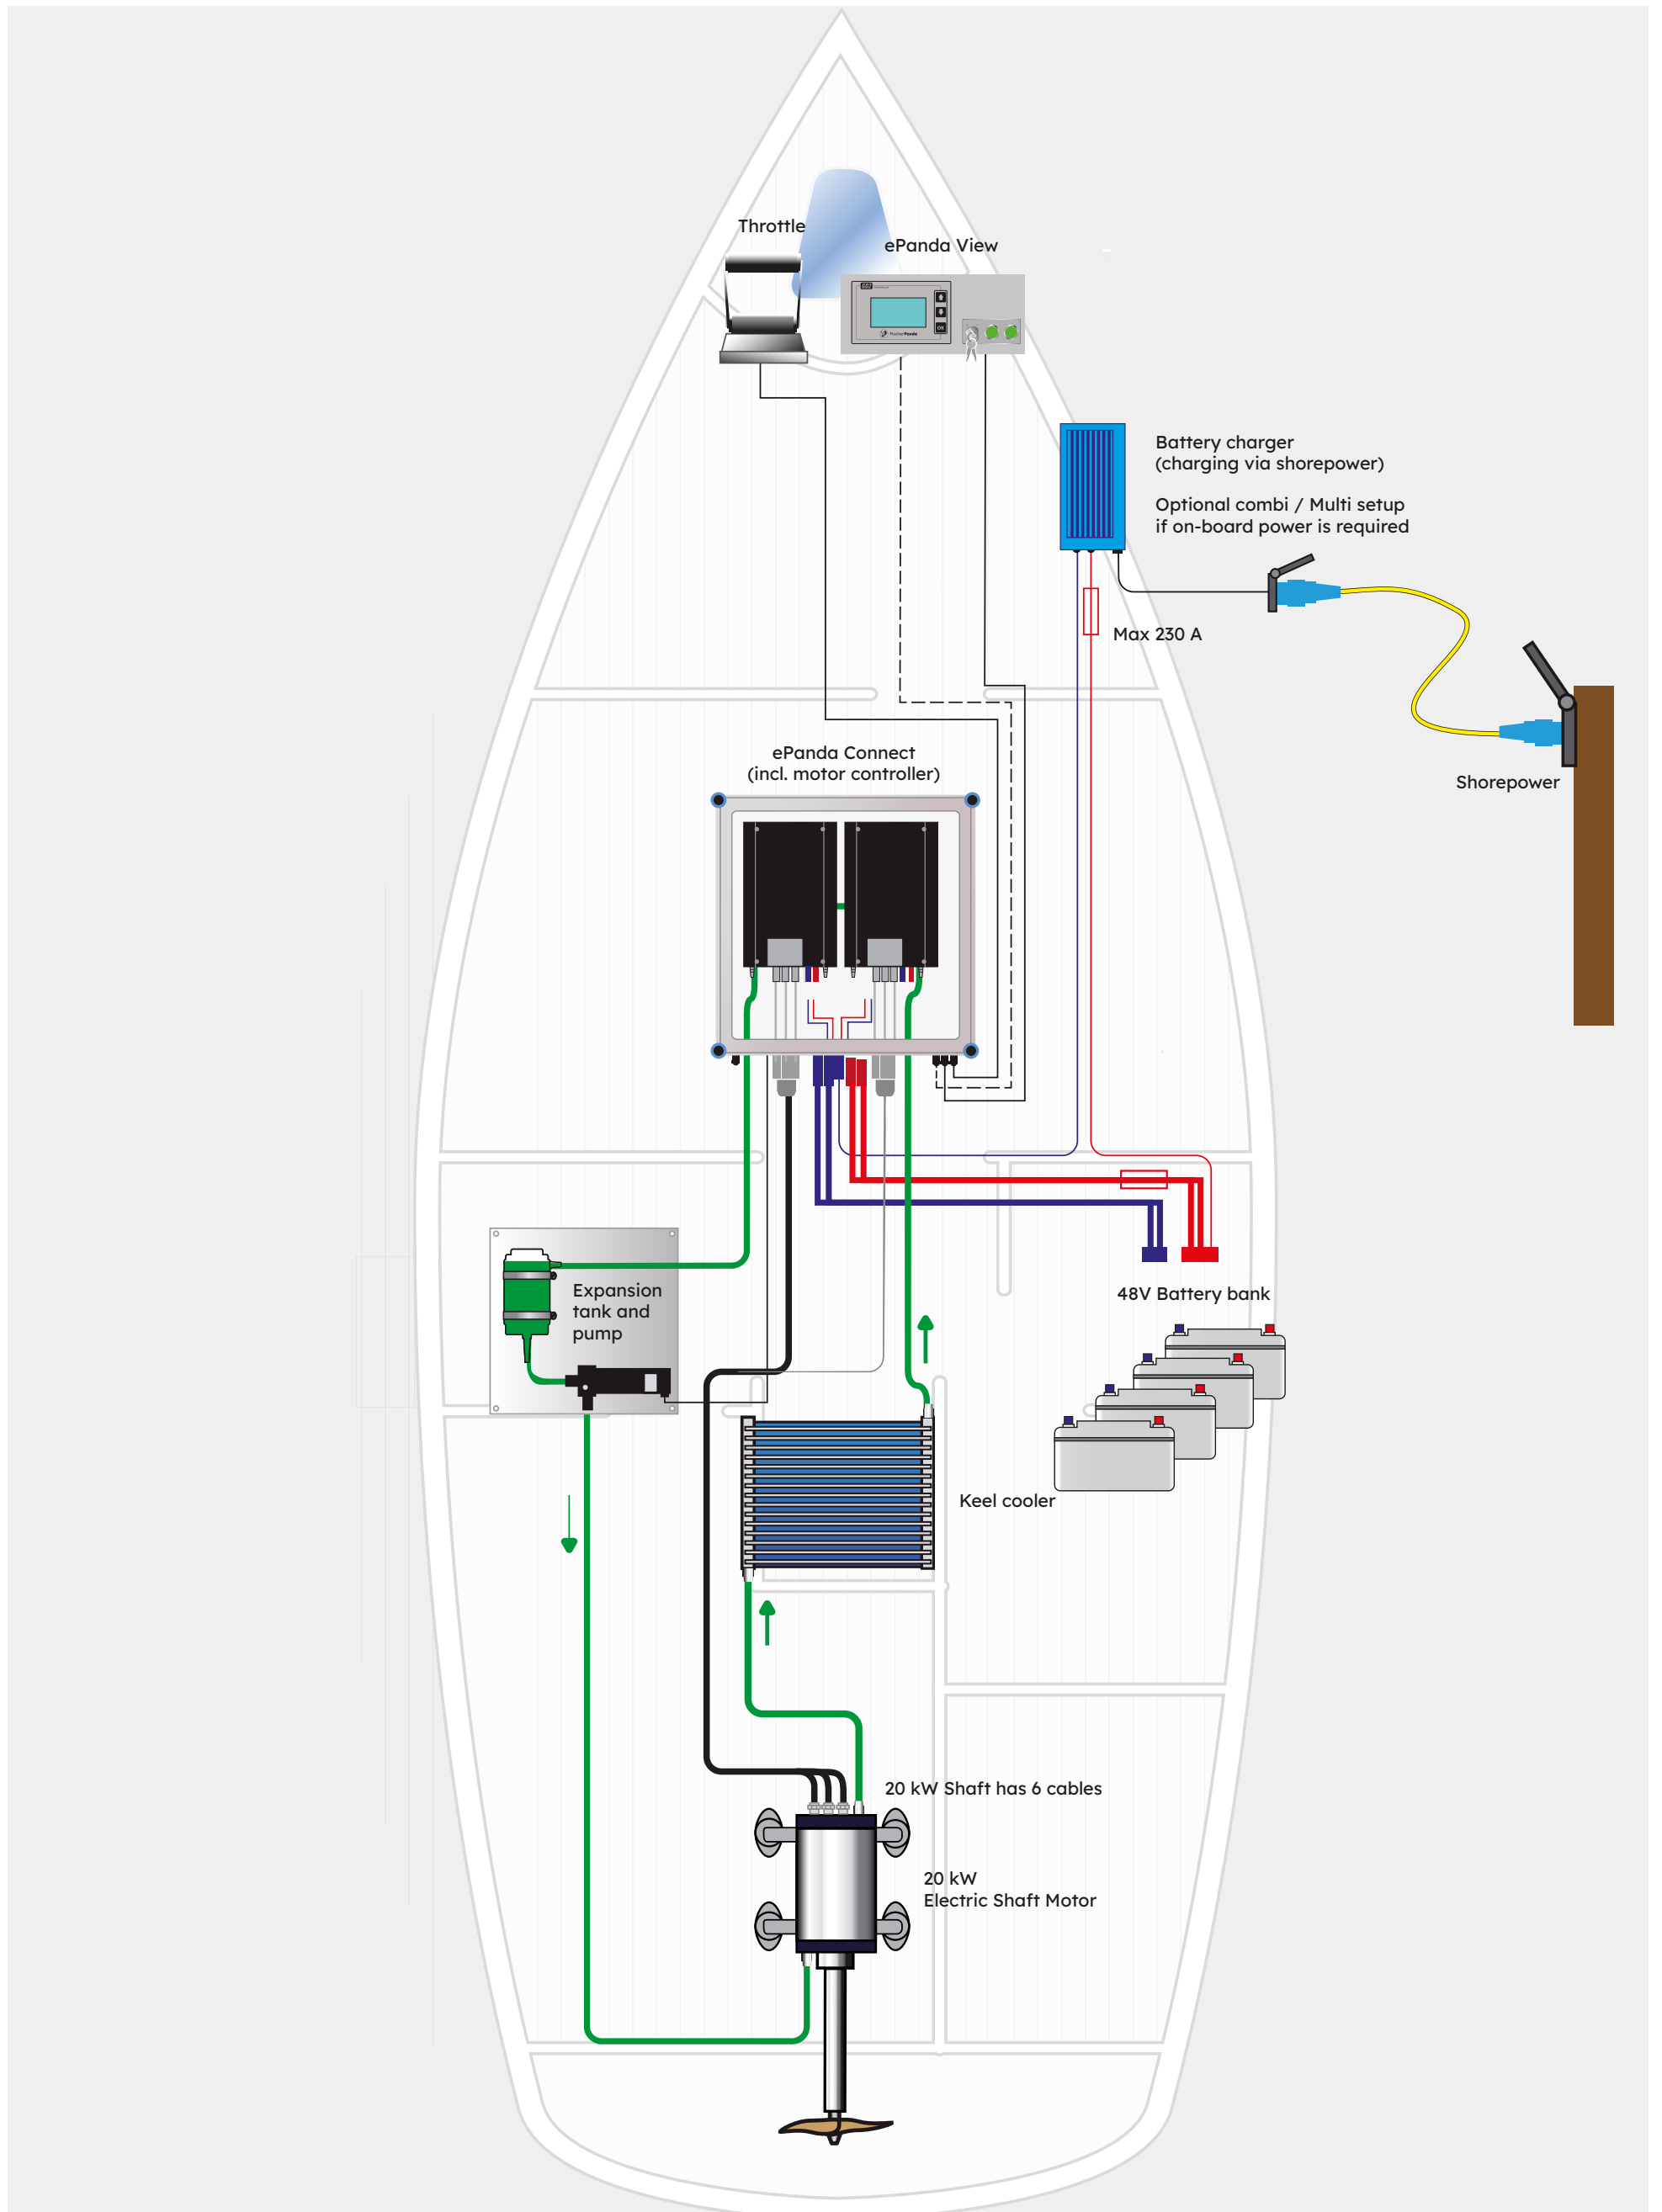 Throttle
ePanda View
OK
FischerPanda
Battery charger
(charging via shorepower)
Optional combi / Multi setup
if on-board power is required
Max 230 A
Shorepower
ePanda Connect
(incl. motor controller)
Expansion
tank and
pump
48V Battery bank
Keel cooler
20 kW Shaft has 6 cables
20 kW
Electric Shaft Motor